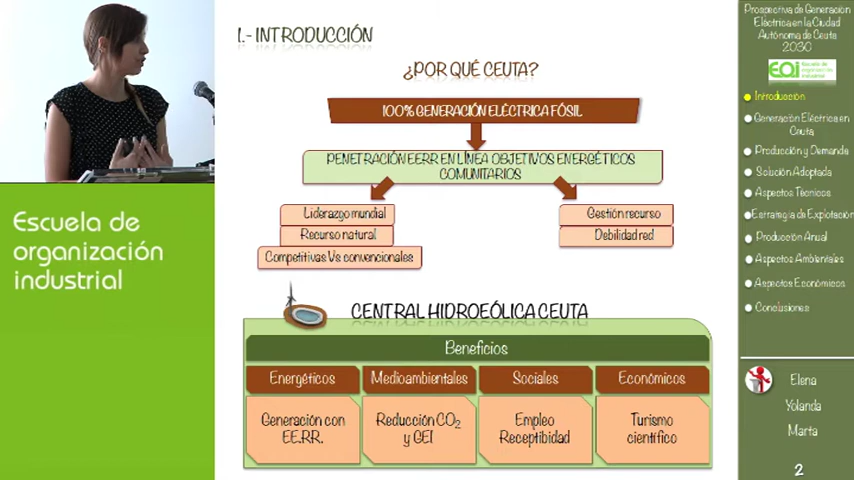 I.- INTRODUCCIÓN
¿POR QUÉ CEUTA?
100% GENERACIÓN ELÉCTRICA FÓSIL
PENETRACIÓN EERR EN LÍNEA OBJETIVOS ENERGÉTICOS
COMUNITARIOS
Liderazgo mundial
Recurso natural
Competitivas Vs convencionales
Gestión recurso
Debilidad red
CENTRAL HIDROEÓLICA CEUTA
Beneficios
Energéticos
Medioambientales
Sociales
Económicos
Generación con
EE.RR.
Reducción CO2
y GEI
Empleo
Receptibidad
Turismo
científico
Escuela de
organización
industrial
Prospectiva de Generación
Eléctrica en la Ciudad
Autónoma de Ceuta
2030
EOi
Introducción
Generación Eléctrica en
Ceuta
Producción y Demanda
Solución Adoptada
Aspectos Técnicos
Estrategia de Explotación
Producción Anual
Aspectos Ambientales
Aspectos Económicos
Conclusiones
Elena
Yolanda
Marta
2